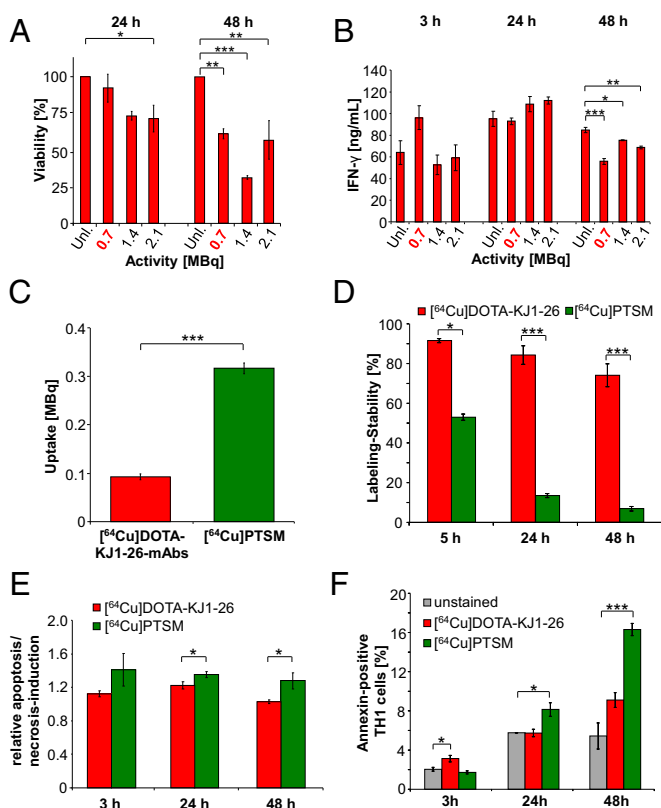 A
24 h
48 h
*
**
***
**
Viability [%]
100
75
50
25
0
Unl.
0.7
1.4
2.1
Unl.
0.7
1.4
2.1
Activity [MBq]
B
3 h
24 h
48 h
**
*
***
IFN-γ [ng/mL]
140
120
100
80
60
40
20
0
Unl.
0.7
1.4
2.1
Unl.
0.7
1.4
2.1
Unl.
0.7
1.4
2.1
Activity [MBq]
C
***
Uptake [MBq]
0.4
0.3
0.2
0.1
0
[⁶⁴Cu]DOTA-
KJ1-26-mAbs
[⁶⁴Cu]PTSM
D
[⁶⁴Cu]DOTA-KJ1-26
[⁶⁴Cu]PTSM
*
***
***
Labeling-Stability [%]
100
80
60
40
20
0
5 h
24 h
48 h
E
[⁶⁴Cu]DOTA-KJ1-26
[⁶⁴Cu]PTSM
*
*
relative apoptosis/
necrosis-induction
2.0
1.6
1.2
0.8
0.4
0
3 h
24 h
48 h
F
unstained
[⁶⁴Cu]DOTA-KJ1-26
[⁶⁴Cu]PTSM
*
*
***
Annexin-positive
TH1 cells [%]
16
12
8
4
0
3h
24h
48h